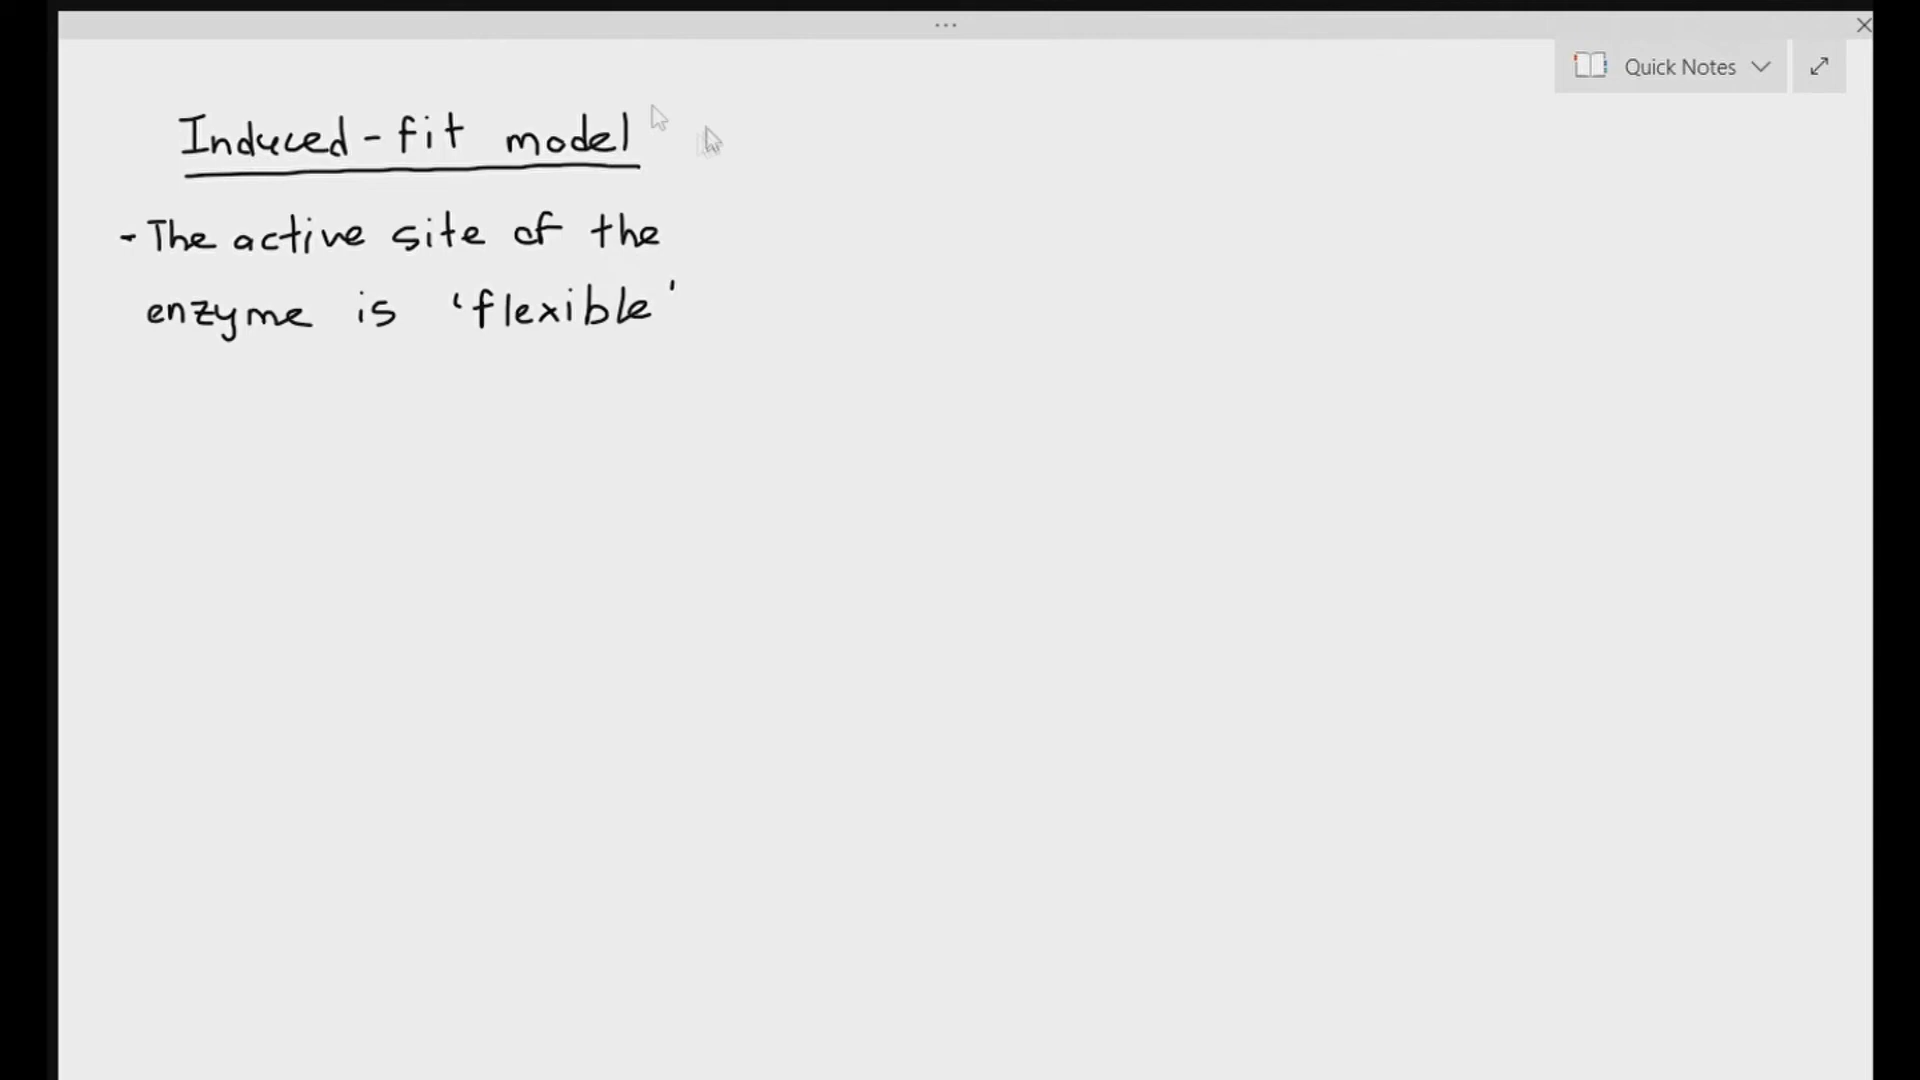 ...
Quick Notes
Induced-fit model
- The active site of the
enzyme is 'flexible'